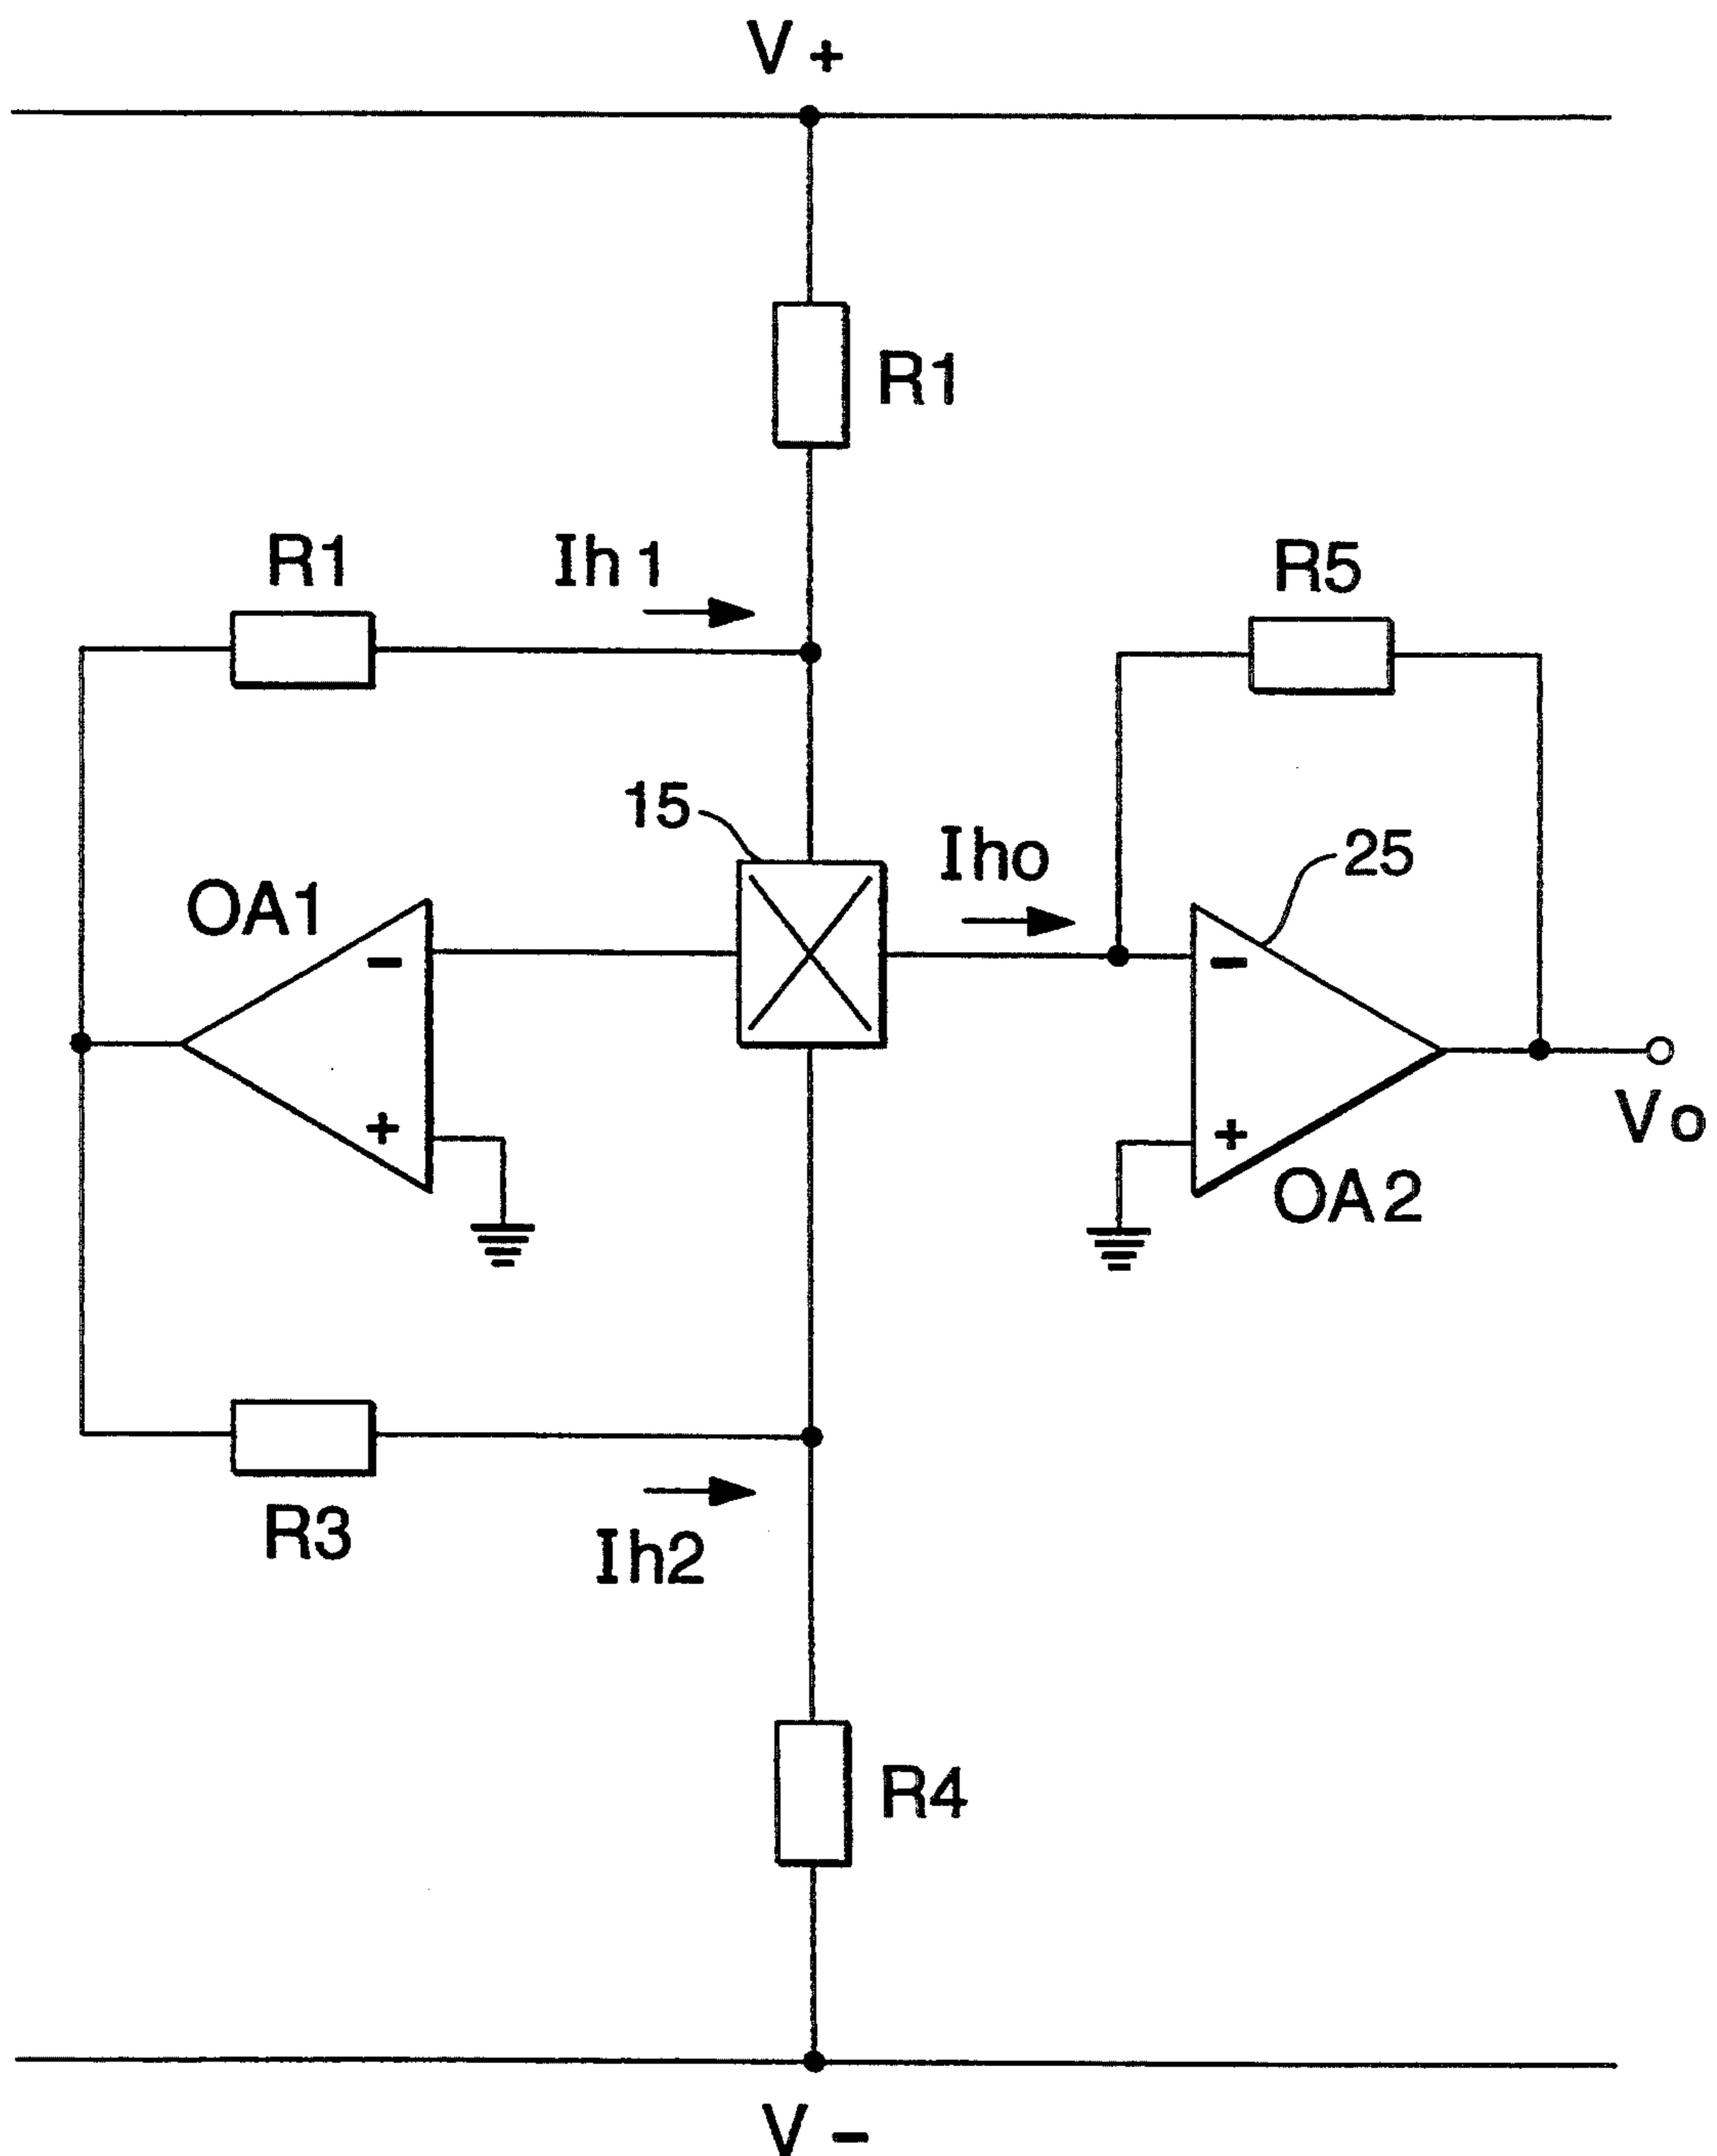 V+
R1
R1
Ih1
R5
15
Iho
25
OA1
-
-
+
+
Vo
OA2
R3
Ih2
R4
V-